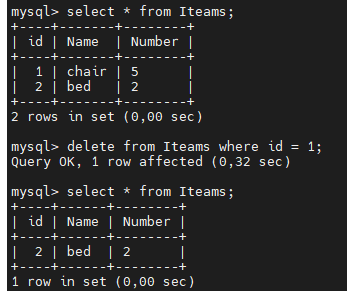 mysql> select * from Iteams;
+----+-------+--------+
| id | Name  | Number |
+----+-------+--------+
|  1 | chair | 5      |
|  2 | bed   | 2      |
+----+-------+--------+
2 rows in set (0,00 sec)

mysql> delete from Iteams where id = 1;
Query OK, 1 row affected (0,32 sec)

mysql> select * from Iteams;
+----+------+--------+
| id | Name | Number |
+----+------+--------+
|  2 | bed  | 2      |
+----+------+--------+
1 row in set (0,00 sec)